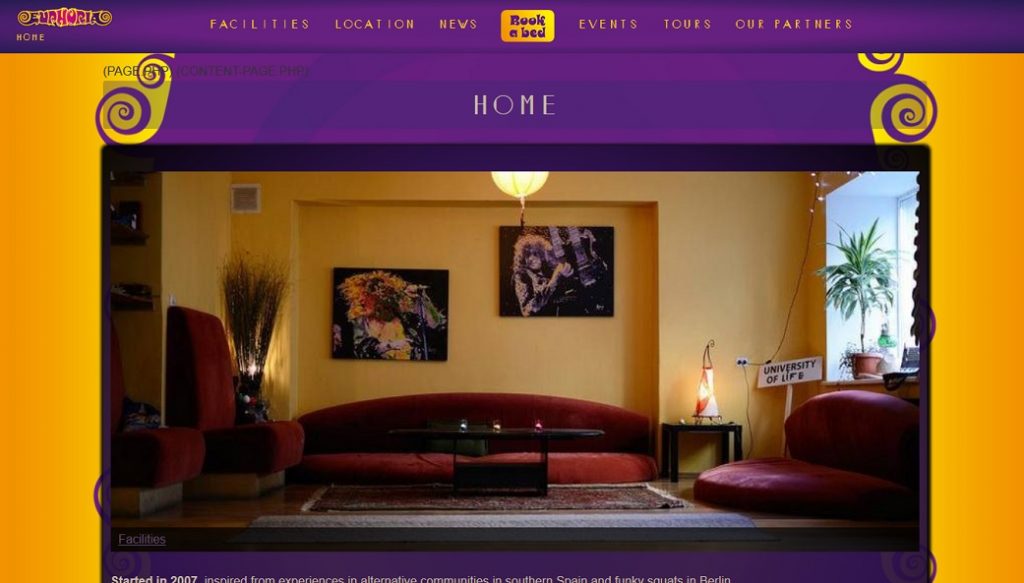 EUPHORIA
HOME
FACILITIES LOCATION NEWS Book a bed EVENTS TOURS OUR PARTNERS
(PAGE.PHP) (CONTENT-PAGE.PHP)
HOME
UNIVERSITY
OF LIFE
Facilities
Started in 2007, inspired from experiences in alternative communities in southern Spain and funky squats in Berlin